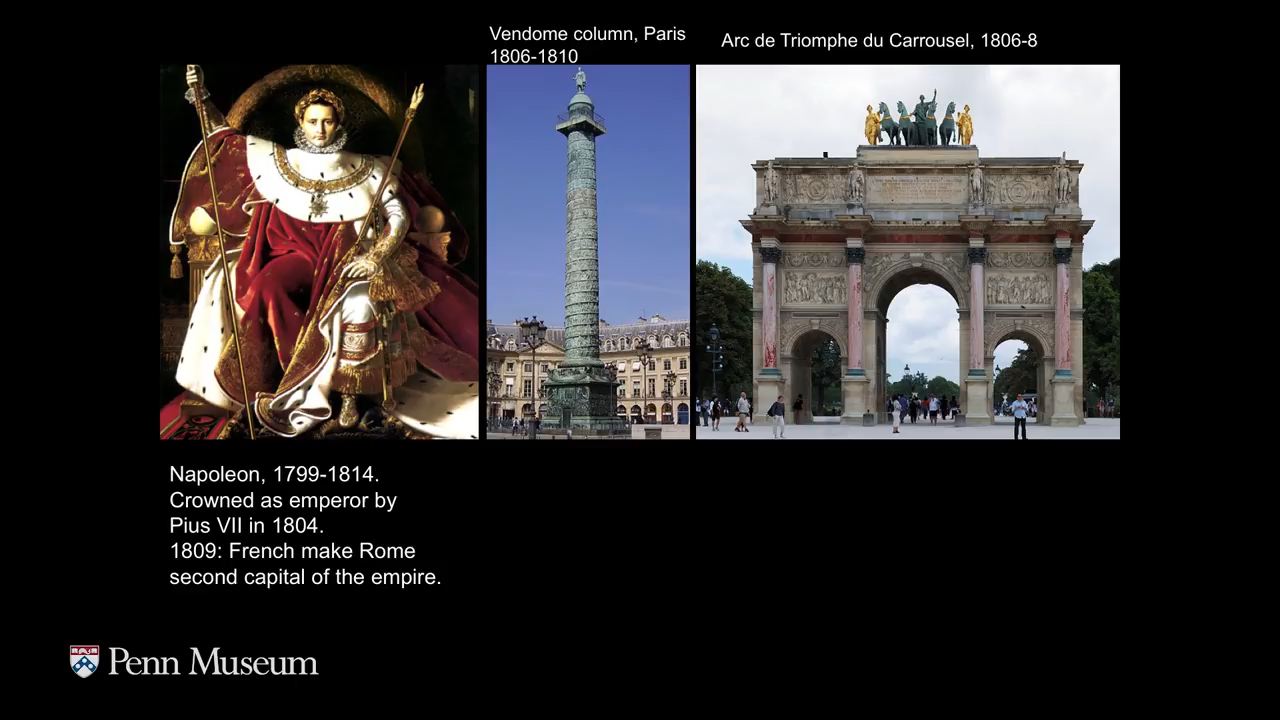 Vendome column, Paris
1806-1810
Arc de Triomphe du Carrousel, 1806-8
Napoleon, 1799-1814.
Crowned as emperor by
Pius VII in 1804.
1809: French make Rome
second capital of the empire.
Penn Museum